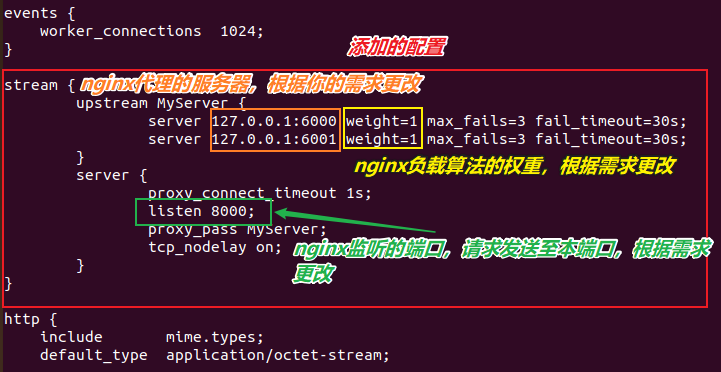 events {
    worker_connections  1024;
}
添加的配置
stream {
nginx代理的服务器，根据你的需求更改
        upstream MyServer {
                server 127.0.0.1:6000 weight=1 max_fails=3 fail_timeout=30s;
                server 127.0.0.1:6001 weight=1 max_fails=3 fail_timeout=30s;
        }
nginx负载算法的权重，根据需求更改
        server {
                proxy_connect_timeout 1s;
                listen 8000;
                proxy_pass MyServer;
                tcp_nodelay on;
nginx监听的端口，请求发送至本端口，根据需求
更改
        }
}
http {
    include       mime.types;
    default_type  application/octet-stream;